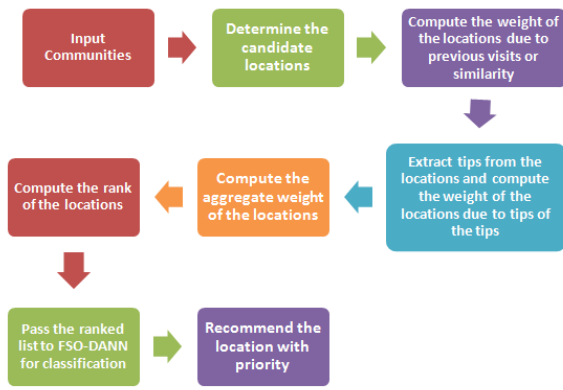 Input
Communities
Determine the
candidate
locations
Compute the weight of
the locations due to
previous visits or
similarity
Extract tips from the
locations and compute
the weight of the
locations due to tips of
the tips
Compute the
aggregate weight
of the locations
Compute the rank
of the locations
Pass the ranked
list to FSO-DANN
for classification
Recommend the
location with
priority